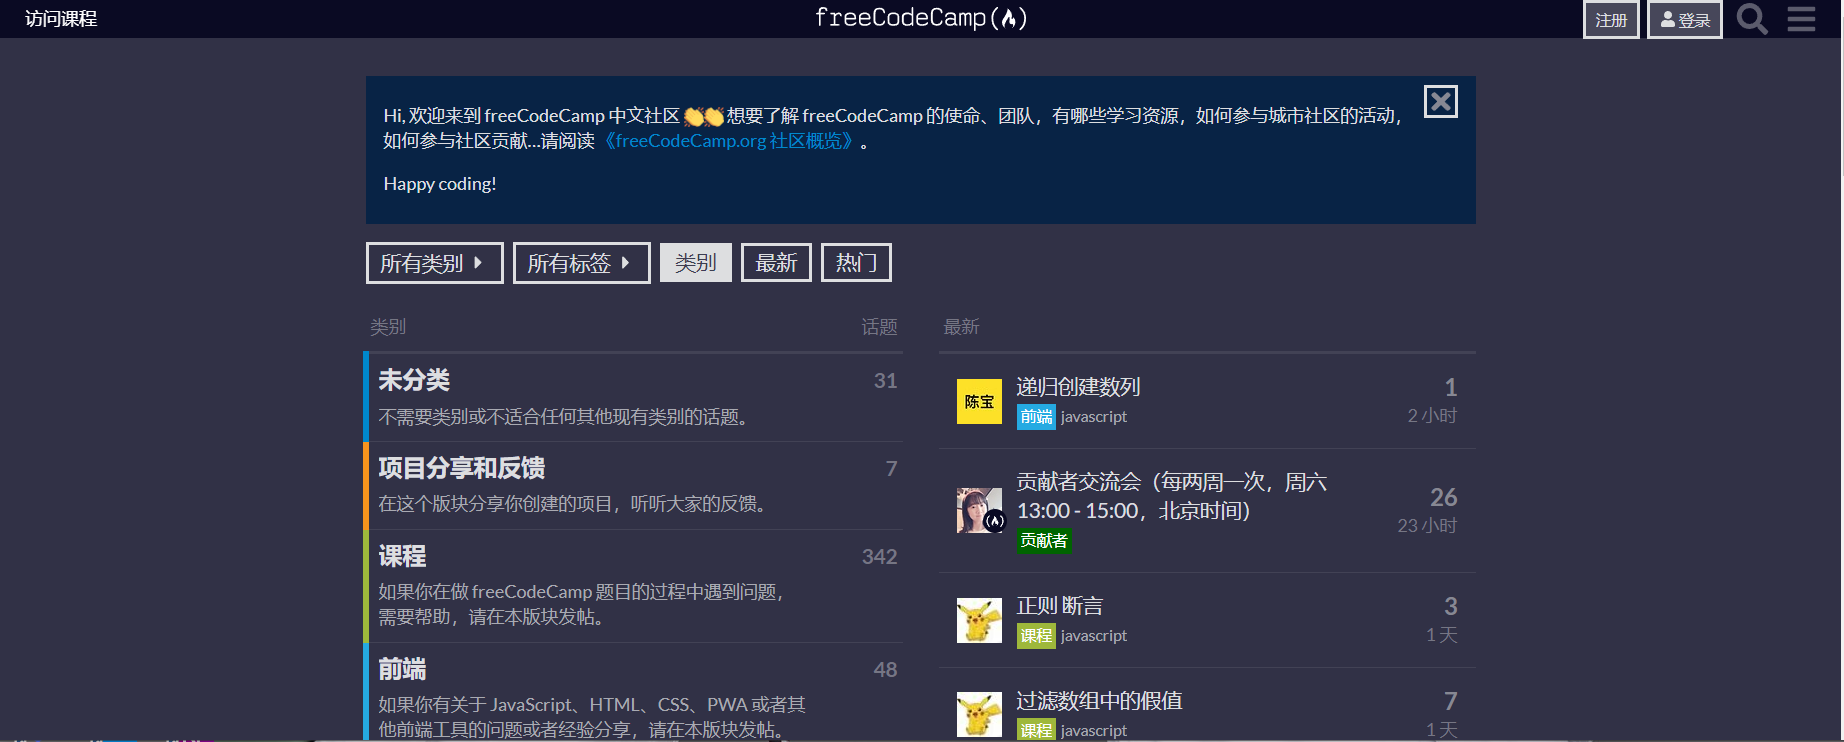 访问课程
freeCodeCamp
注册
登录
Hi, 欢迎来到 freeCodeCamp 中文社区 👏👏 想要了解 freeCodeCamp 的使命、团队，有哪些学习资源，如何参与城市社区的活动，
如何参与社区贡献...请阅读《freeCodeCamp.org 社区概览》。
Happy coding!
所有类别
所有标签
类别
最新
热门
类别 话题
未分类 31
不需要类别或不适合任何其他现有类别的话题。
项目分享和反馈 7
在这个版块分享你创建的项目，听听大家的反馈。
课程 342
如果你在做 freeCodeCamp 题目的过程中遇到问题，
需要帮助，请在本版块发帖。
前端 48
如果你有关于 JavaScript、HTML、CSS、PWA 或者其
他前端工具的问题或者经验分享，请在本版块发帖。
最新
陈宝
递归创建数列 1
前端 javascript 2 小时
贡献者交流会（每两周一次，周六
13:00 - 15:00，北京时间） 26
23 小时
贡献者
正则 断言 3
课程 javascript 1 天
过滤数组中的假值 7
课程 javascript 1 天